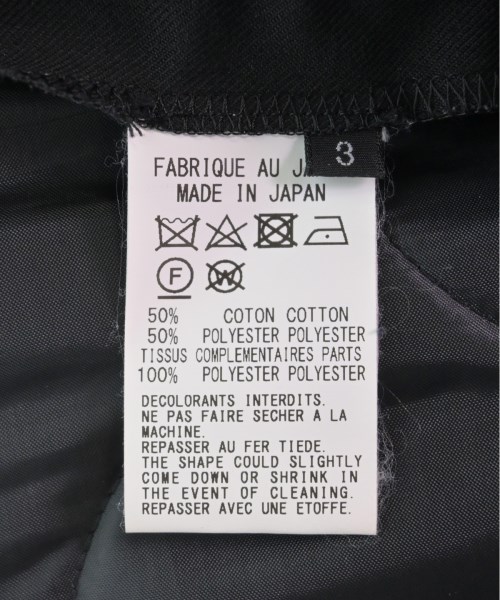 3
FABRIQUE AU
MADE IN JAPAN
F W
50% COTON COTTON
50% POLYESTER POLYESTER
TISSUS COMPLEMENTAIRES PARTS
100% POLYESTER POLYESTER
DECOLORANTS INTERDITS.
NE PAS FAIRE SECHER A LA
MACHINE.
REPASSER AU FER TIEDE.
THE SHAPE COULD SLIGHTLY
COME DOWN OR SHRINK IN
THE EVENT OF CLEANING.
REPASSER AVEC UNE ETOFFE.